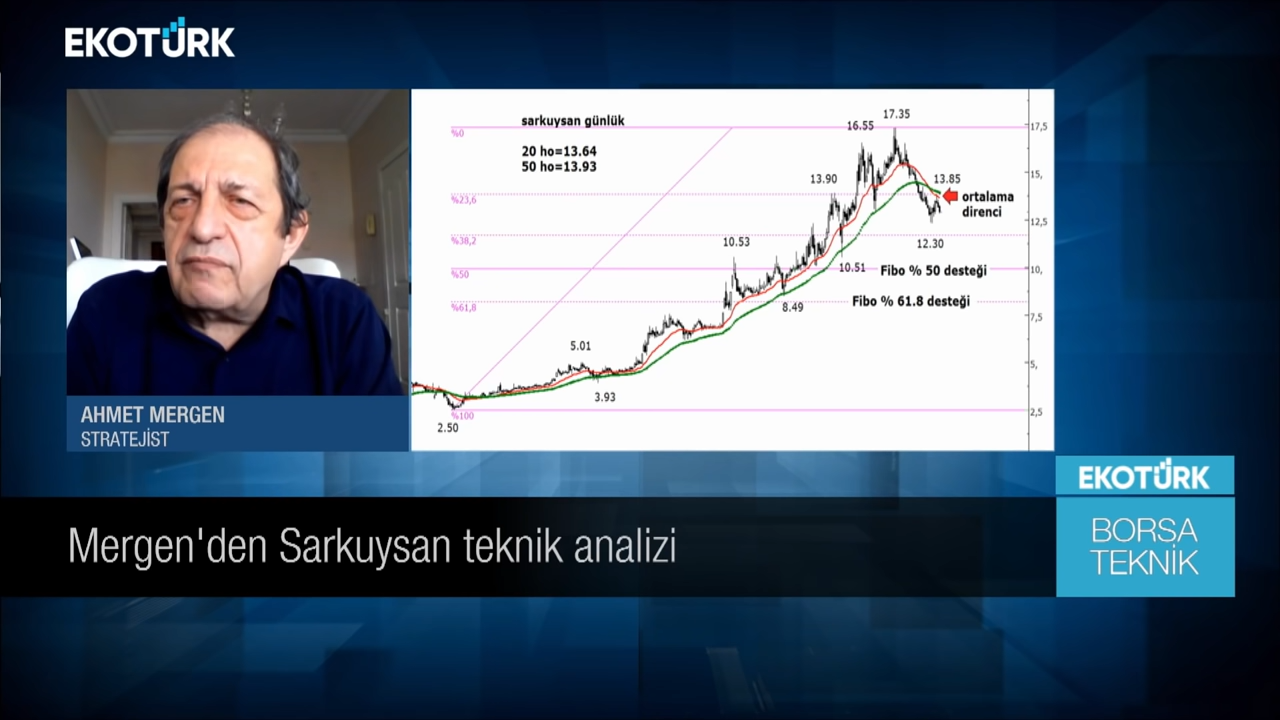 EKOTÜRK
sarkuysan günlük
20 ho=13.64
50 ho=13.93
%0
%23,6
%38,2
%50
%61,8
%100
2.50
5.01
3.93
10.53
8.49
13.90
10.51
16.55
17.35
13.85
12.30
ortalama
direnci
Fibo % 50 desteği
Fibo % 61.8 desteği
17,5
15,
12,5
10,
7,5
5,
2,5
AHMET MERGEN
STRATEJİST
EKOTÜRK
Mergen'den Sarkuysan teknik analizi
BORSA
TEKNİK